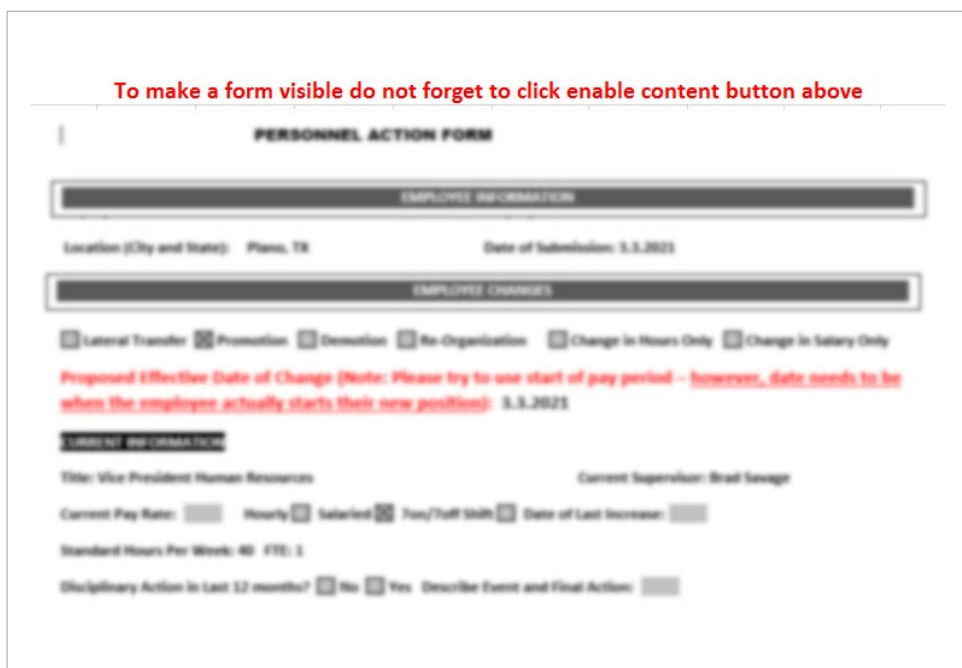 To make a form visible do not forget to click enable content button above
PERSONNEL ACTION FORM
EMPLOYEE INFORMATION
Location (City and State): Plano, TX Date of Submission: 3.3.2021
EMPLOYEE CHANGES
Lateral Transfer Promotion Demotion Re-Organization Change in Hours Only Change in Salary Only
Proposed Effective Date of Change (Note: Please try to use start of pay period – however, date needs to be
when the employee actually starts their new position): 3.3.2021
CURRENT INFORMATION
Title: Vice President Human Resources Current Supervisor: Brad Savage
Current Pay Rate: Hourly Salaried 7on/7off Shift Date of Last Increase:
Standard Hours Per Week: 40 FTE: 1
Disciplinary Action in Last 12 months? No Yes Describe Event and Final Action: